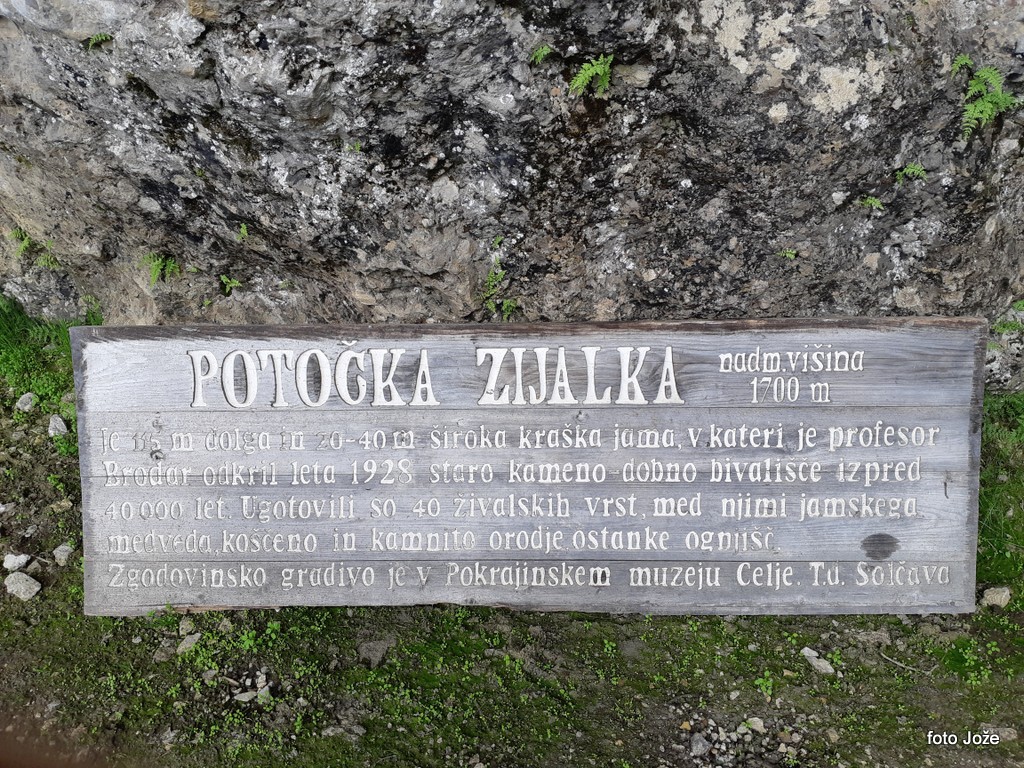 POTOČKA ZIJALKA nadm.višina
1700 m
Je 115 m dolga in 20-40 m široka kraška jama, v kateri je profesor
Brodar odkril leta 1928 staro kameno-dobno bivališče izpred
40 000 let. Ugotovili so 40 živalskih vrst, med njimi jamskega
medveda, koščeno in kamnito orodje, ostanke ognjišč.
Zgodovinsko gradivo je v Pokrajinskem muzeju Celje. T.d. Solčava
foto Jože